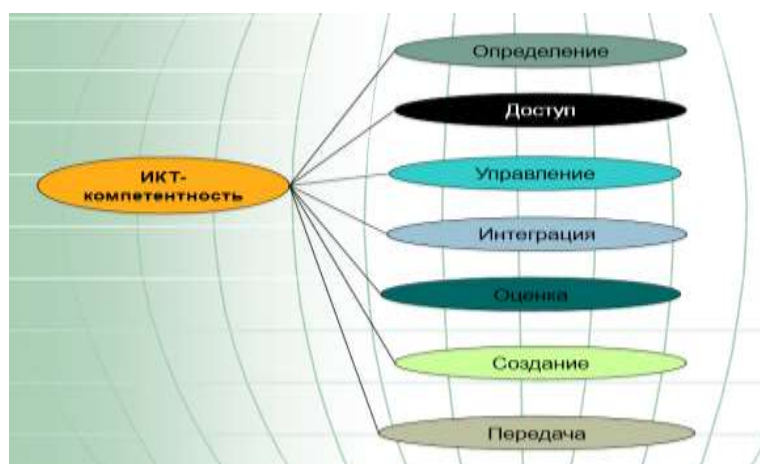 Определение
Доступ
ИКТ-
компетентность
Управление
Интеграция
Оценка
Создание
Передача